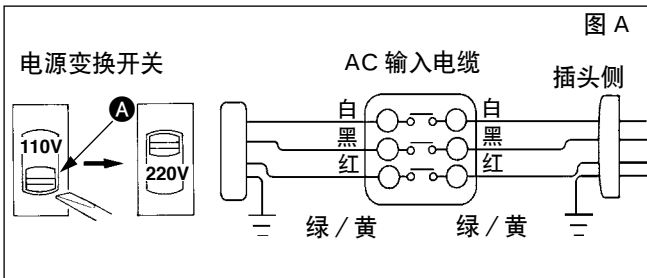 图 A
电源变换开关
AC 输入电缆
插头侧
A
110V
220V
白 白
黑 黑
红 红
绿 / 黄 绿 / 黄